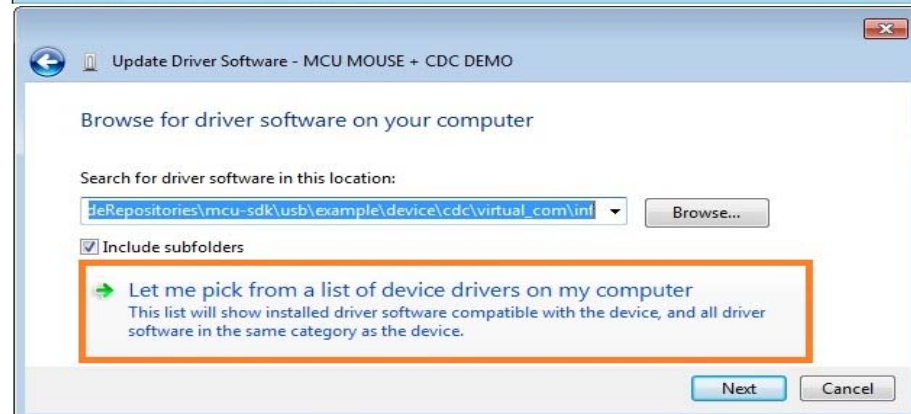 Update Driver Software - MCU MOUSE + CDC DEMO
Browse for driver software on your computer
Search for driver software in this location:
deRepositories\mcu-sdk\usb\example\device\cdc\virtual_com\inf
Browse...
Include subfolders
Let me pick from a list of device drivers on my computer
This list will show installed driver software compatible with the device, and all driver
software in the same category as the device.
Next Cancel